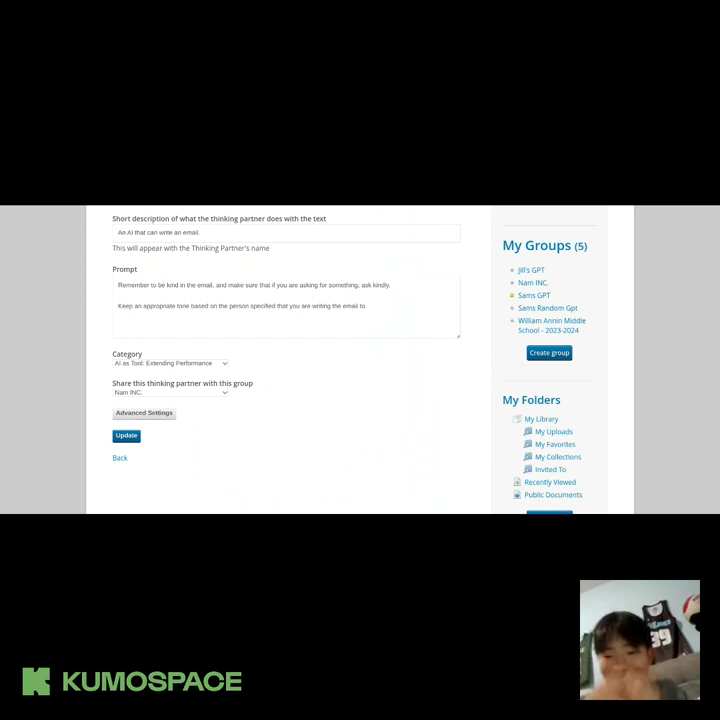 Short description of what the thinking partner does with the text
An AI that can write an email.
This will appear with the Thinking Partner's name
Prompt
Remember to be kind in the email, and make sure that if you are asking for something, ask kindly.
Keep an appropriate tone based on the person specified that you are writing the email to.
Category
AI as Tool: Extending Performance
Share this thinking partner with this group
Nam INC.
Advanced Settings
Update
Back
My Groups (5)
Jill's GPT
Nam INC.
Sams GPT
Sams Random Gpt
William Annin Middle
School - 2023-2024
Create group
My Folders
My Library
My Uploads
My Favorites
My Collections
Invited To
Recently Viewed
Public Documents
39
KUMOSPACE